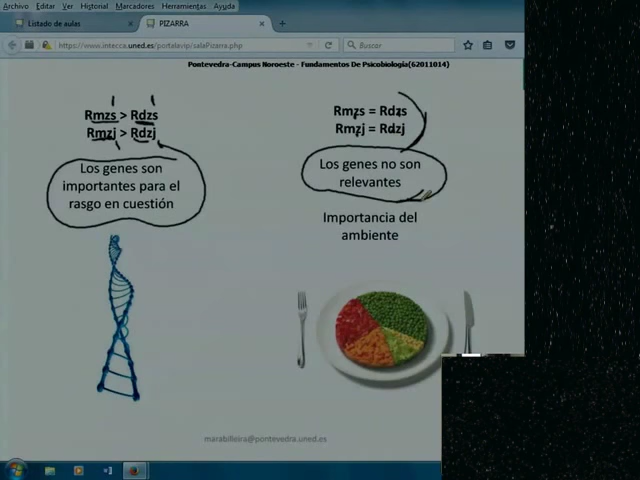 Archivo Editar Ver Historial Marcadores Herramientas Ayuda
Listado de aulas
PIZARRA
https://www.intecca.uned.es/portalavip/salaPizarra.php
Buscar
Pontevedra-Campus Noroeste - Fundamentos De Psicobiología(62011014)
Rmzs > Rdzs
Rmzj > Rdzj
Los genes son
importantes para el
rasgo en cuestión
Rmzs = Rdzs
Rmzj = Rdzj
Los genes no son
relevantes
Importancia del
ambiente
marabilleira@pontevedra.uned.es